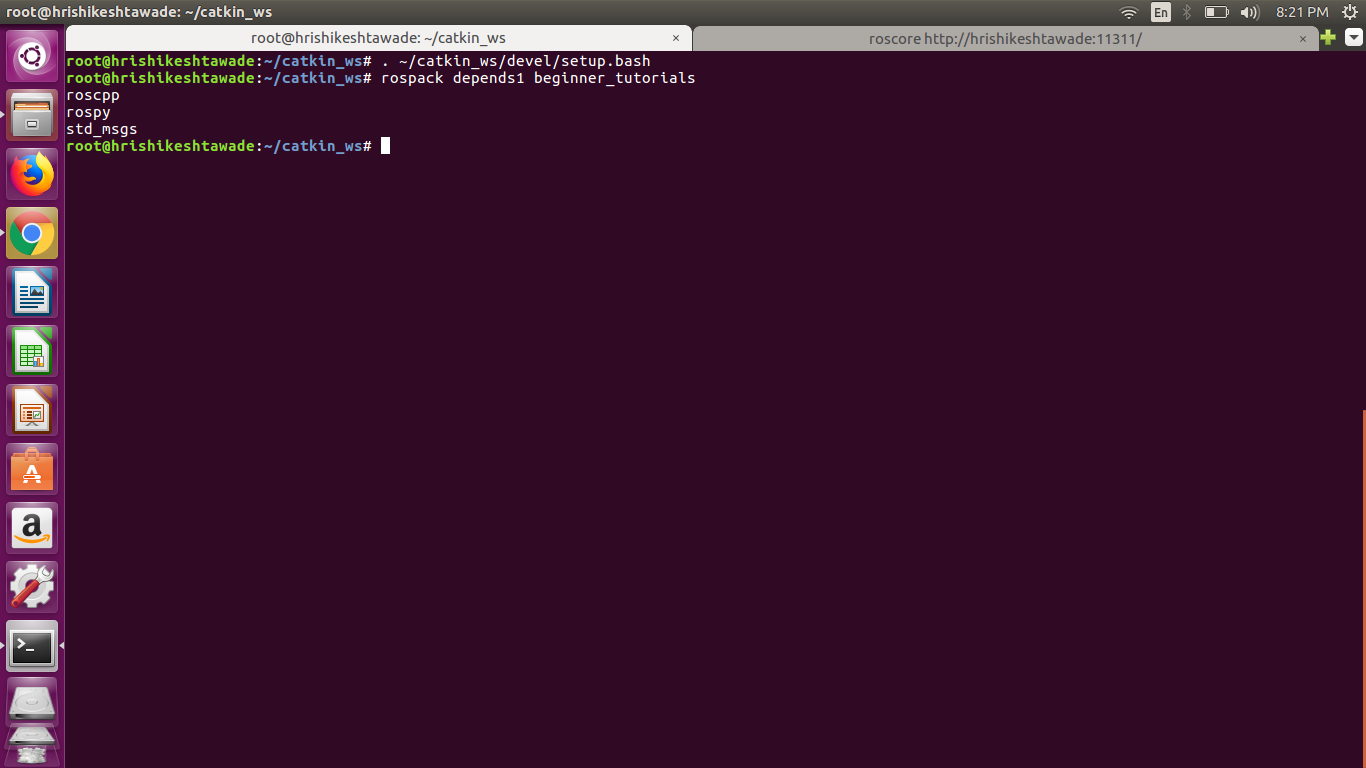 root@hrishikeshtawade: ~/catkin_ws
En
8:21 PM
root@hrishikeshtawade: ~/catkin_ws ×
roscore http://hrishikeshtawade:11311/ ×
root@hrishikeshtawade:~/catkin_ws# . ~/catkin_ws/devel/setup.bash
root@hrishikeshtawade:~/catkin_ws# rospack depends1 beginner_tutorials
roscpp
rospy
std_msgs
root@hrishikeshtawade:~/catkin_ws#
A
a
>_